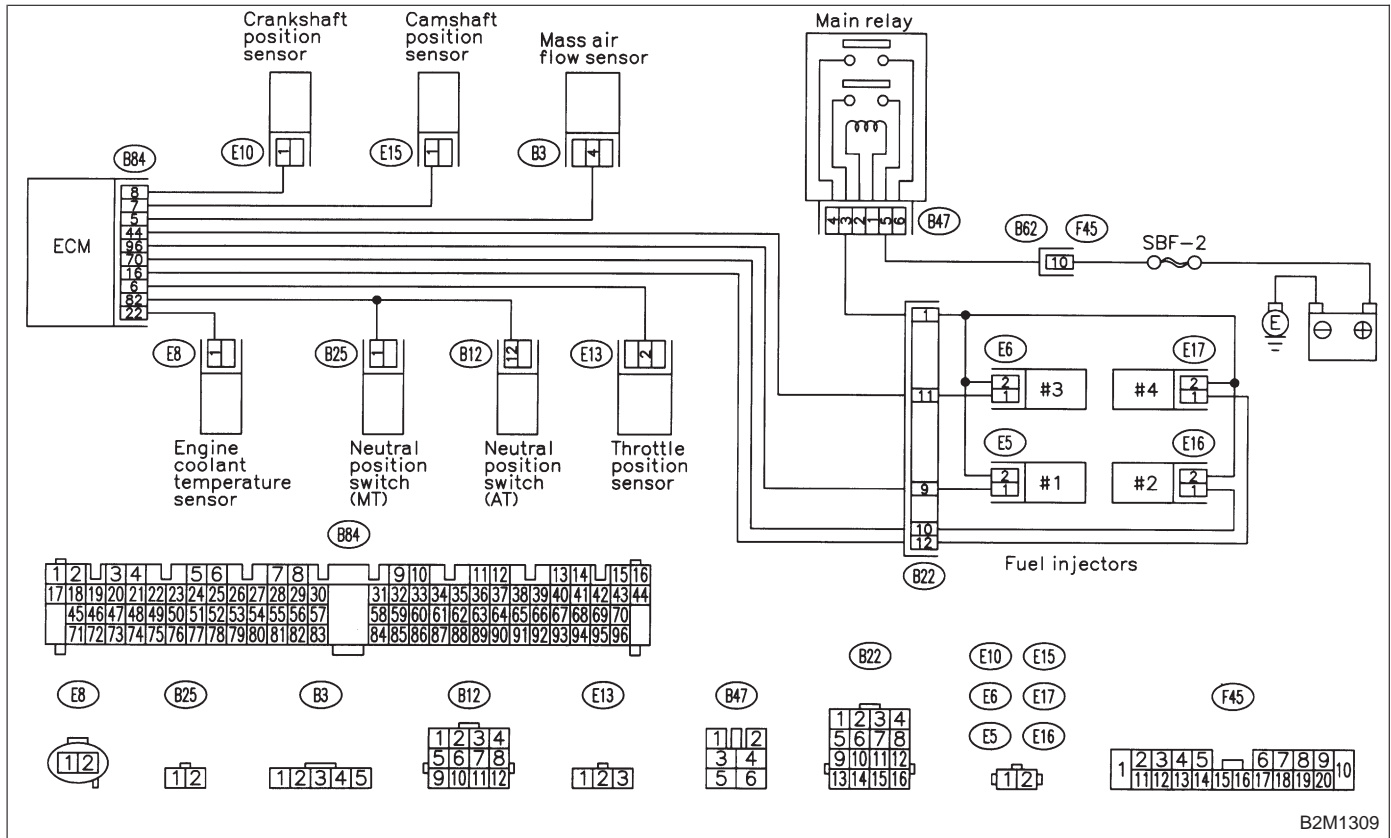 Crankshaft
position
sensor
Camshaft
position
sensor
Mass air
flow sensor
Main relay
E10
1
E15
1
B3
4
B84
ECM
8
7
5
44
96
70
16
6
82
22
4 3 2 1 5 6
B47
B62
F45
10
SBF-2
E
⊖ ⊕
E8
1
B25
1
B12
12
E13
2
Engine
coolant
temperature
sensor
Neutral
position
switch
(MT)
Neutral
position
switch
(AT)
Throttle
position
sensor
1
11
9
10
12
B22
E6
2
1
#3
E17
#4
2
1
E5
2
1
#1
E16
#2
2
1
Fuel injectors
B84
1 2 3 4 5 6 7 8 9 10 11 12 13 14 15 16
17 18 19 20 21 22 23 24 25 26 27 28 29 30 31 32 33 34 35 36 37 38 39 40 41 42 43 44
45 46 47 48 49 50 51 52 53 54 55 56 57 58 59 60 61 62 63 64 65 66 67 68 69 70
71 72 73 74 75 76 77 78 79 80 81 82 83 84 85 86 87 88 89 90 91 92 93 94 95 96
E8
1 2
B25
1 2
B3
1 2 3 4 5
B12
1 2 3 4
5 6 7 8
9 10 11 12
E13
1 2 3
B47
1 2
3 4
5 6
B22
1 2 3 4
5 6 7 8
9 10 11 12
13 14 15 16
E10 E15
E6 E17
E5 E16
1 2
F45
1 2 3 4 5 6 7 8 9 10
11 12 13 14 15 16 17 18 19 20
B2M1309